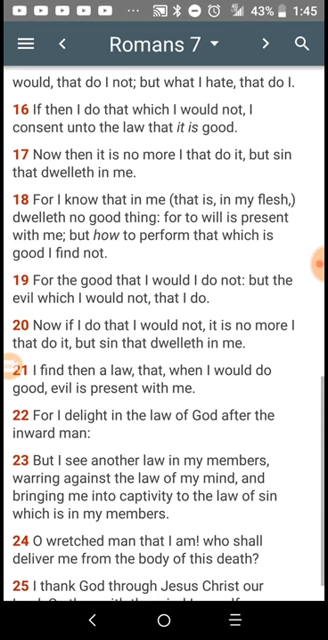 43% 1:45
Romans 7
would, that do I not; but what I hate, that do I.
16 If then I do that which I would not, I
consent unto the law that it is good.
17 Now then it is no more I that do it, but sin
that dwelleth in me.
18 For I know that in me (that is, in my flesh,)
dwelleth no good thing: for to will is present
with me; but how to perform that which is
good I find not.
19 For the good that I would I do not: but the
evil which I would not, that I do.
20 Now if I do that I would not, it is no more I
that do it, but sin that dwelleth in me.
21 I find then a law, that, when I would do
good, evil is present with me.
22 For I delight in the law of God after the
inward man:
23 But I see another law in my members,
warring against the law of my mind, and
bringing me into captivity to the law of sin
which is in my members.
24 O wretched man that I am! who shall
deliver me from the body of this death?
25 I thank God through Jesus Christ our